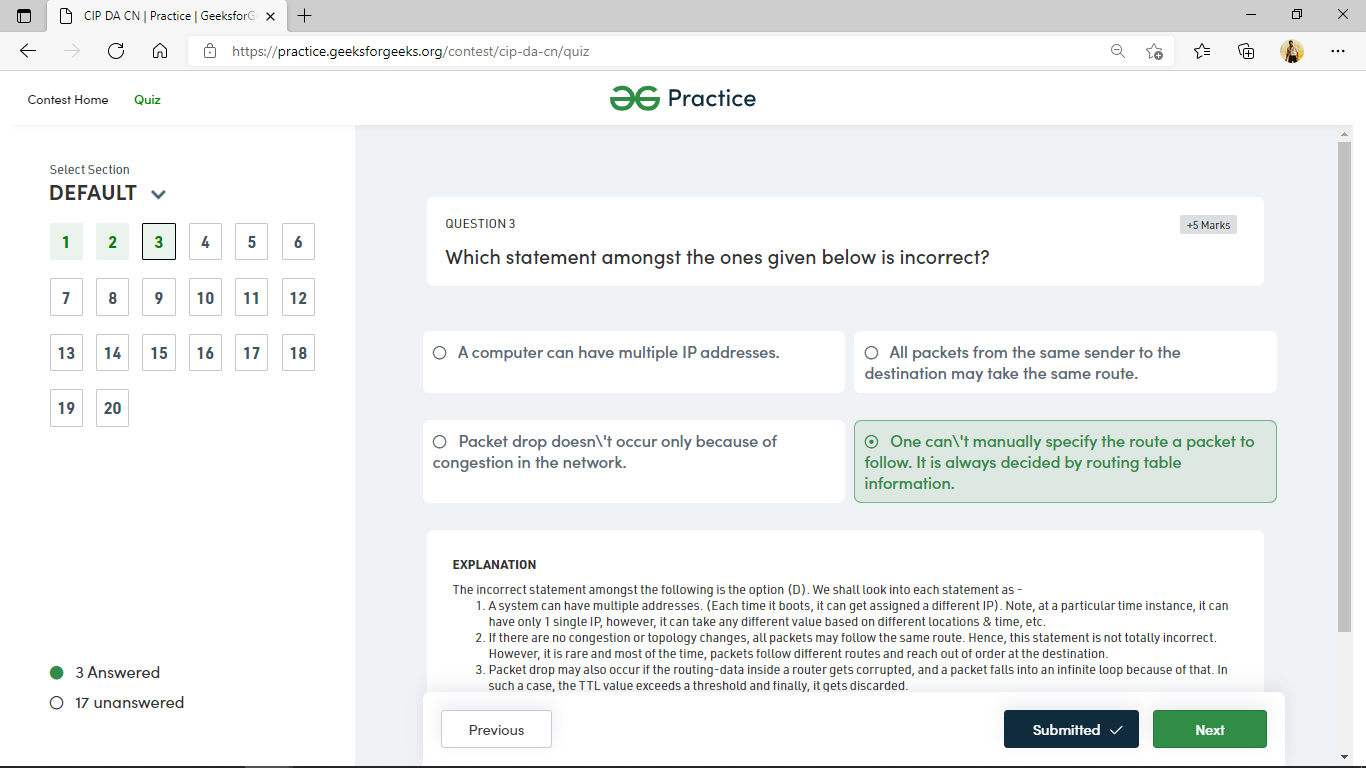 CIP DA CN | Practice | GeeksforG
https://practice.geeksforgeeks.org/contest/cip-da-cn/quiz
Contest Home Quiz
Practice
Select Section
DEFAULT
1 2 3 4 5 6
7 8 9 10 11 12
13 14 15 16 17 18
19 20
3 Answered
17 unanswered
QUESTION 3
+5 Marks
Which statement amongst the ones given below is incorrect?
A computer can have multiple IP addresses.
All packets from the same sender to the
destination may take the same route.
Packet drop doesn\'t occur only because of
congestion in the network.
One can\'t manually specify the route a packet to
follow. It is always decided by routing table
information.
EXPLANATION
The incorrect statement amongst the following is the option (D). We shall look into each statement as -
1. A system can have multiple addresses. (Each time it boots, it can get assigned a different IP). Note, at a particular time instance, it can
have only 1 single IP, however, it can take any different value based on different locations & time, etc.
2. If there are no congestion or topology changes, all packets may follow the same route. Hence, this statement is not totally incorrect.
However, it is rare and most of the time, packets follow different routes and reach out of order at the destination.
3. Packet drop may also occur if the routing-data inside a router gets corrupted, and a packet falls into an infinite loop because of that. In
such a case, the TTL value exceeds a threshold and finally, it gets discarded.
Previous
Submitted
Next